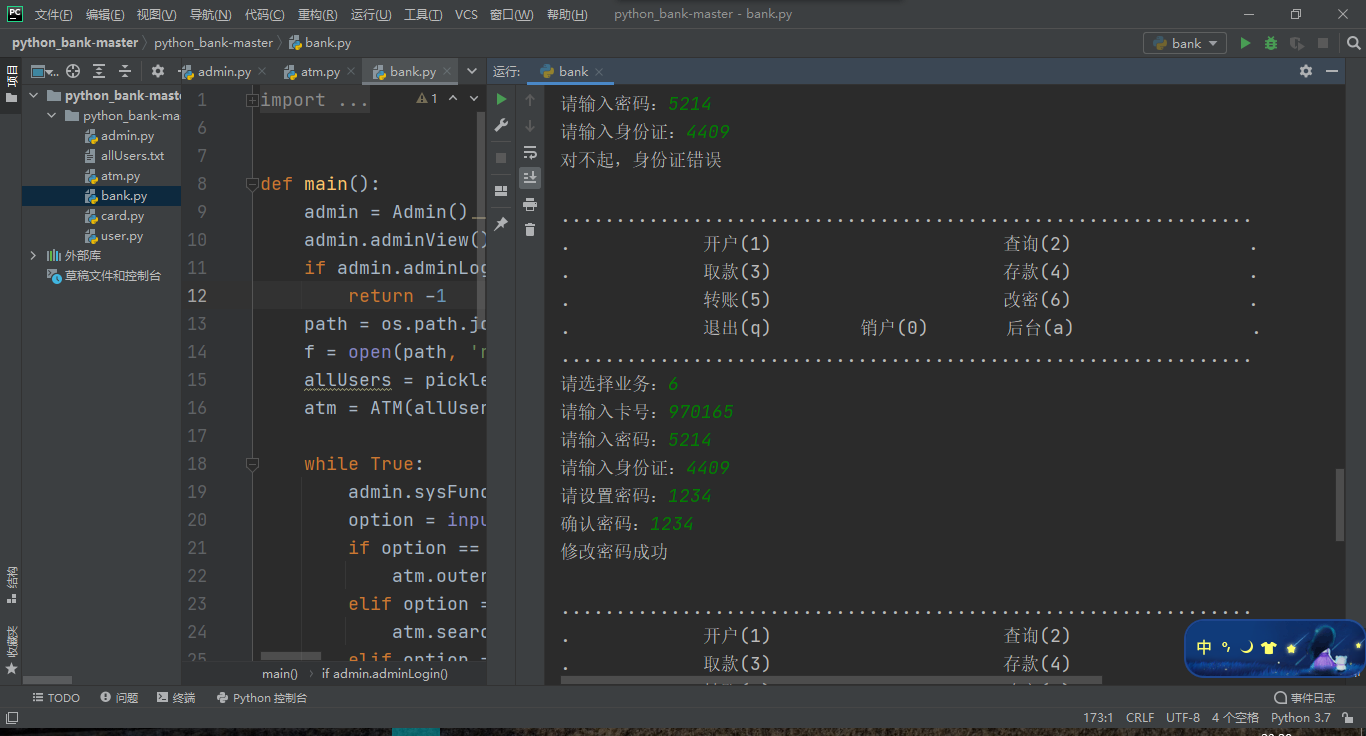 文件(F) 编辑(E) 视图(V) 导航(N) 代码(C) 重构(R) 运行(U) 工具(T) VCS 窗口(W) 帮助(H) python_bank-master - bank.py
python_bank-master python_bank-master bank.py bank
项目
admin.py atm.py bank.py
python_bank-maste
python_bank-ma
admin.py
allUsers.txt
atm.py
bank.py
card.py
user.py
外部库
草稿文件和控制台
结构
收藏夹
1 import ... 1
6
7
8 def main():
9 admin = Admin()
10 admin.adminView()
11 if admin.adminLog
12 return -1
13 path = os.path.jo
14 f = open(path, 'r
15 allUsers = pickle
16 atm = ATM(allUser
17
18 while True:
19 admin.sysFunc
20 option = inpu
21 if option ==
22 atm.outer
23 elif option =
24 atm.searc
25 elif option =
main() if admin.adminLogin()
运行: bank
请输入密码：5214
请输入身份证：4409
对不起，身份证错误
..............................................................
. 开户(1) 查询(2) .
. 取款(3) 存款(4) .
. 转账(5) 改密(6) .
. 退出(q) 销户(0) 后台(a) .
..............................................................
请选择业务：6
请输入卡号：970165
请输入密码：5214
请输入身份证：4409
请设置密码：1234
确认密码：1234
修改密码成功
..............................................................
. 开户(1) 查询(2)
. 取款(3) 存款(4)
中
TODO 问题 终端 Python 控制台 事件日志
173:1 CRLF UTF-8 4 个空格 Python 3.7